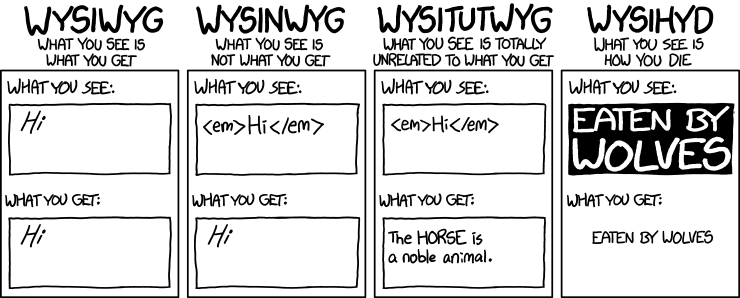 WYSIWYG
WHAT YOU SEE IS
WHAT YOU GET
WHAT YOU SEE:
Hi
WHAT YOU GET:
Hi
WYSINWYG
WHAT YOU SEE IS
NOT WHAT YOU GET
WHAT YOU SEE:
<em>Hi</em>
WHAT YOU GET:
Hi
WYSITUTWYG
WHAT YOU SEE IS TOTALLY
UNRELATED TO WHAT YOU GET
WHAT YOU SEE:
<em>Hi</em>
WHAT YOU GET:
The HORSE is
a noble animal.
WYSIHYD
WHAT YOU SEE IS
HOW YOU DIE
WHAT YOU SEE:
EATEN BY
WOLVES
WHAT YOU GET:
EATEN BY WOLVES